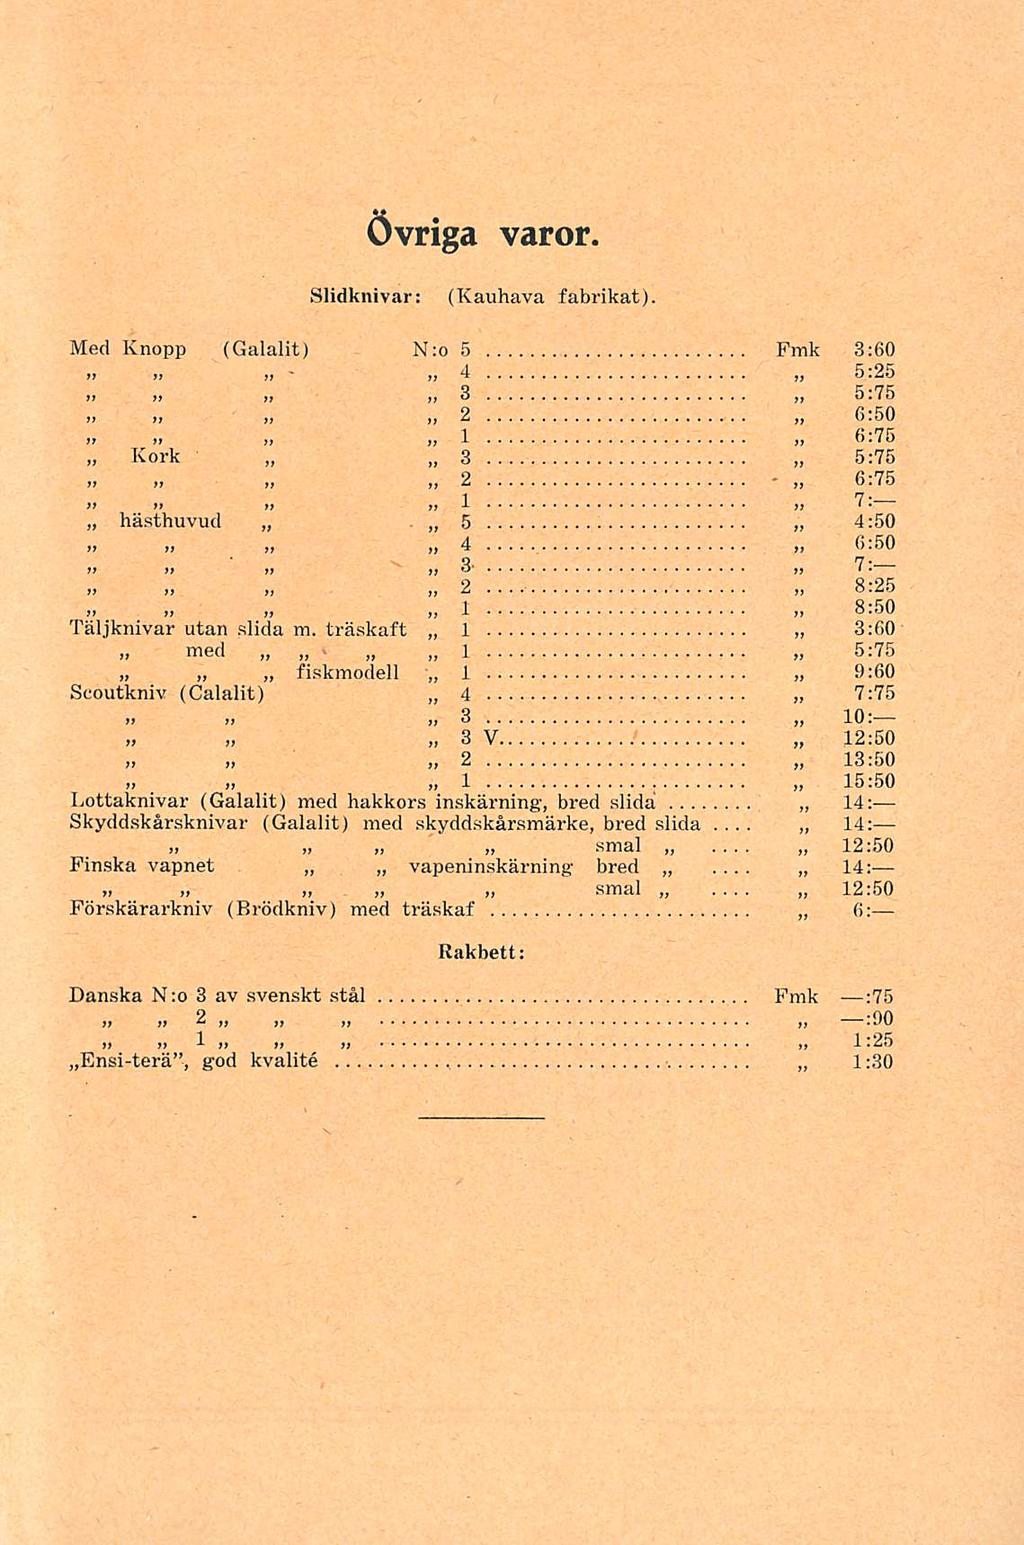 Övriga varor.
Slidknivar: (Kauhava fabrikat).
Med Knopp (Galalit) N:o 5 ........................ Fmk 3:60
„ „ „ „ 4 ........................ „ 5:25
„ „ „ „ 3 ........................ „ 5:75
„ „ „ „ 2 ........................ „ 6:50
„ „ „ „ 1 ........................ „ 6:75
„ Kork „ „ 3 ........................ „ 5:75
„ „ „ „ 2 ........................ „ 6:75
„ „ „ „ 1 ........................ „ 7:—
„ hästhuvud „ „ 5 ........................ „ 4:50
„ „ „ „ 4 ........................ „ 6:50
„ „ „ „ 3 ........................ „ 7:—
„ „ „ „ 2 ........................ „ 8:25
„ „ „ „ 1 ........................ „ 8:50
Täljknivar utan slida m. träskaft „ 1 ........................ „ 3:60
„ med „ „ „ „ 1 ........................ „ 5:75
„ „ „ fiskmodell „ 1 ........................ „ 9:60
Scoutkniv (Calalit) „ 4 ........................ „ 7:75
„ „ „ 3 ........................ „ 10:—
„ „ „ 3 V........................ „ 12:50
„ „ „ 2 ........................ „ 13:50
„ „ „ 1 ........................ „ 15:50
Lottaknivar (Galalit) med hakkors inskärning, bred slida ........ „ 14:—
Skyddskårsknivar (Galalit) med skyddskårsmärke, bred slida .... „ 14:—
„ „ „ „ smal „ .... „ 12:50
Finska vapnet „ „ vapeninskärning bred „ .... „ 14:—
„ „ „ „ „ smal „ .... „ 12:50
Förskärarkniv (Brödkniv) med träskaf ........................ „ 6:—
Rakbett:
Danska N:o 3 av svenskt stål .................................. Fmk —:75
„ „ 2 „ „ „ .................................. „ —:90
„ „ 1 „ „ „ .................................. „ 1:25
„Ensi-terä”, god kvalité ...................................... „ 1:30